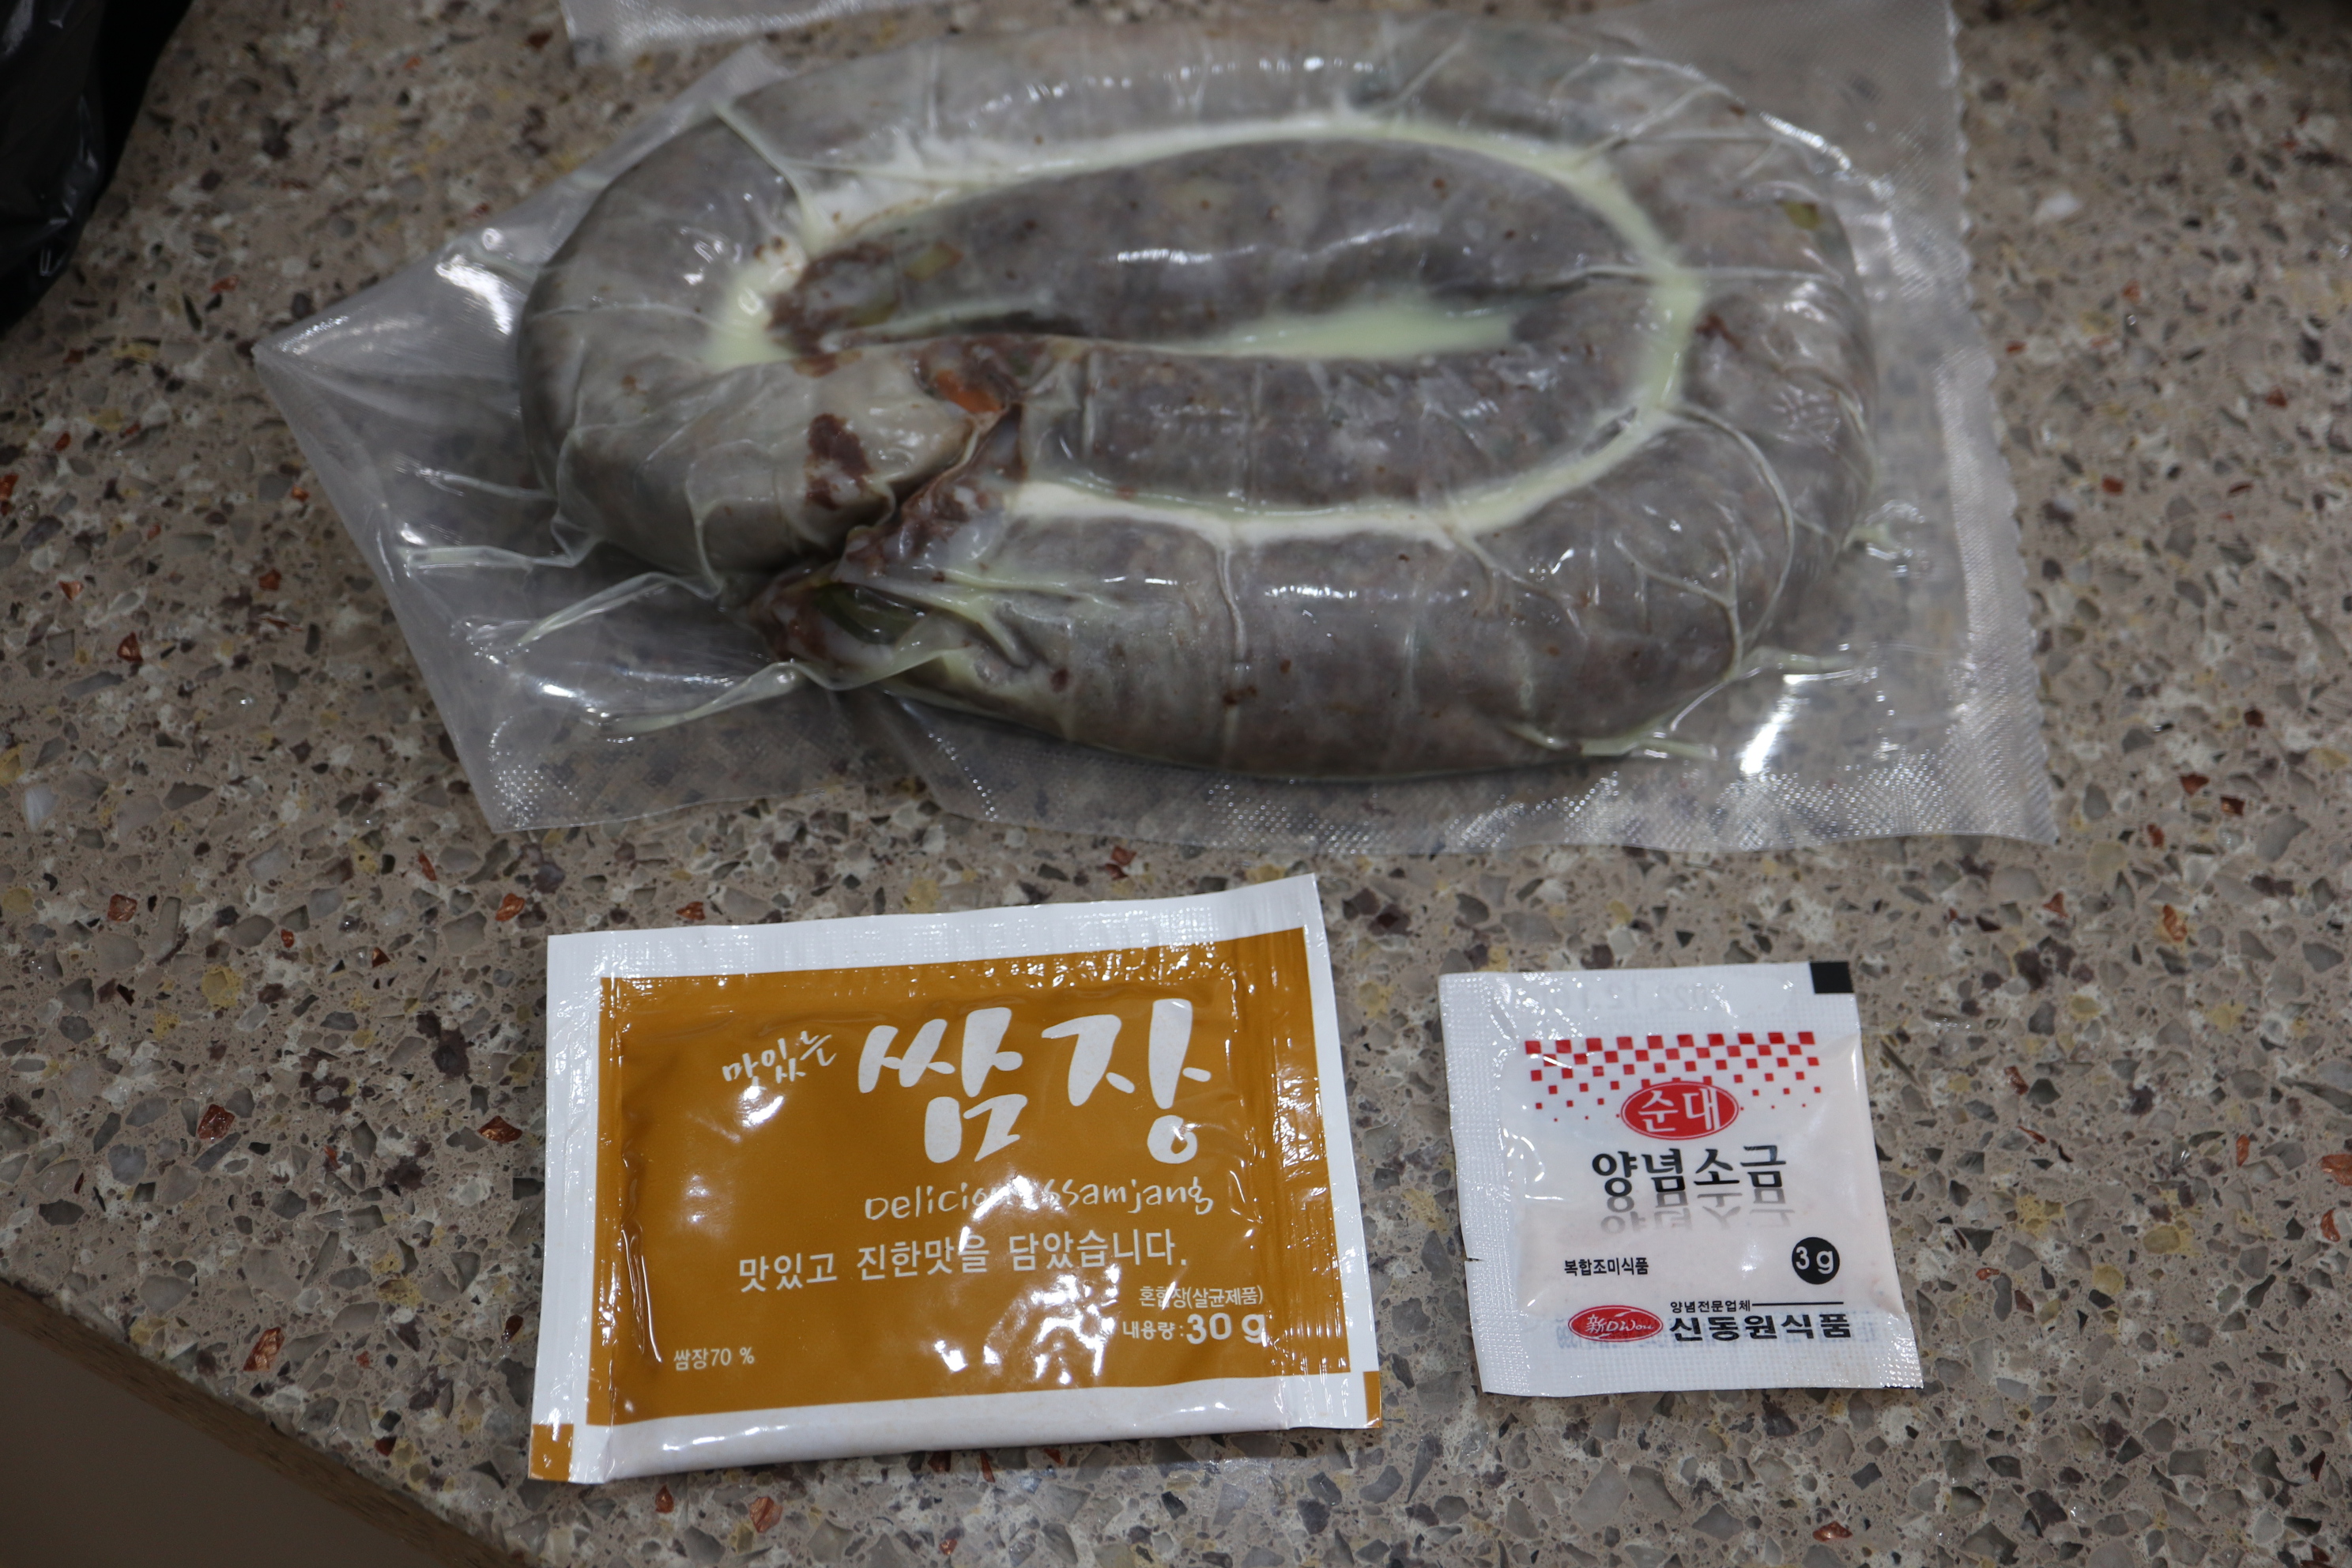 맛있는 쌈장
Delicious Ssamjang
맛있고 진한맛을 담았습니다.
혼합장(살균제품)
내용량:30 g
쌈장70 %
순대
양념소금
복합조미식품
3 g
양념전문업체
新DiWon 신동원식품